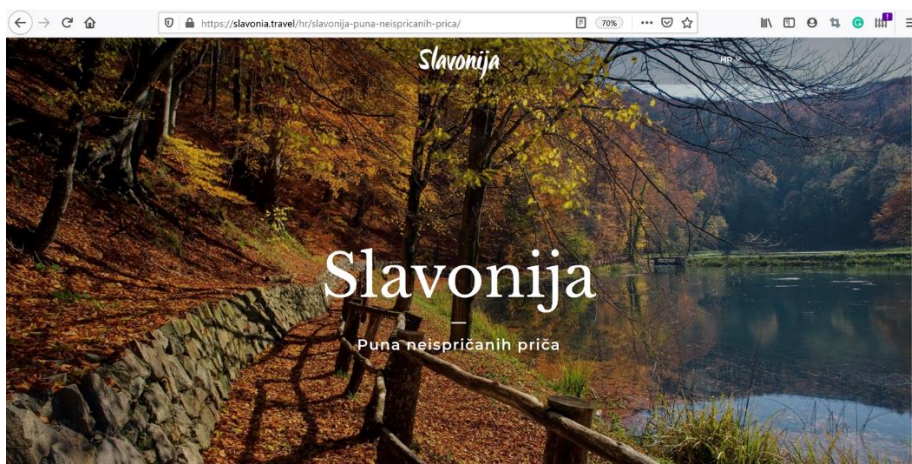 https://slavonia.travel/hr/slavonija-puna-neispricanih-prica/
70%
Slavonija
HR
Slavonija
Puna neispričanih priča